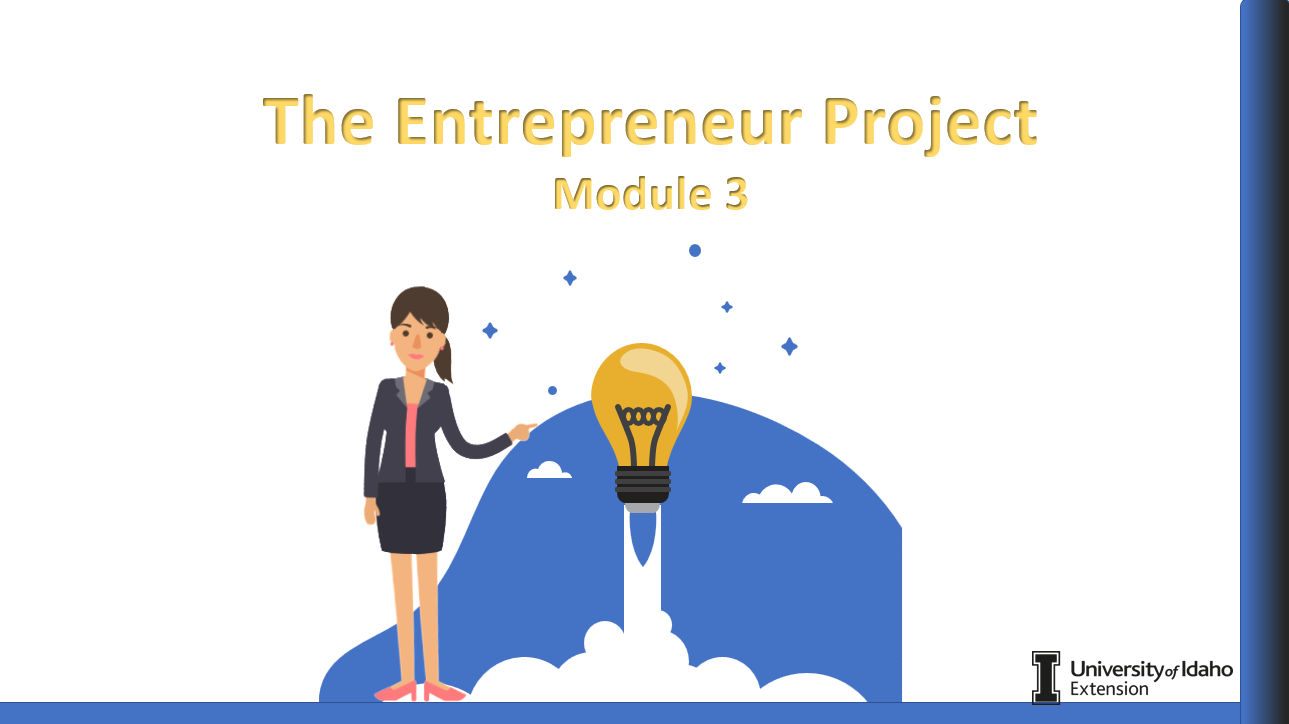 The Entrepreneur Project
Module 3
University of Idaho
Extension